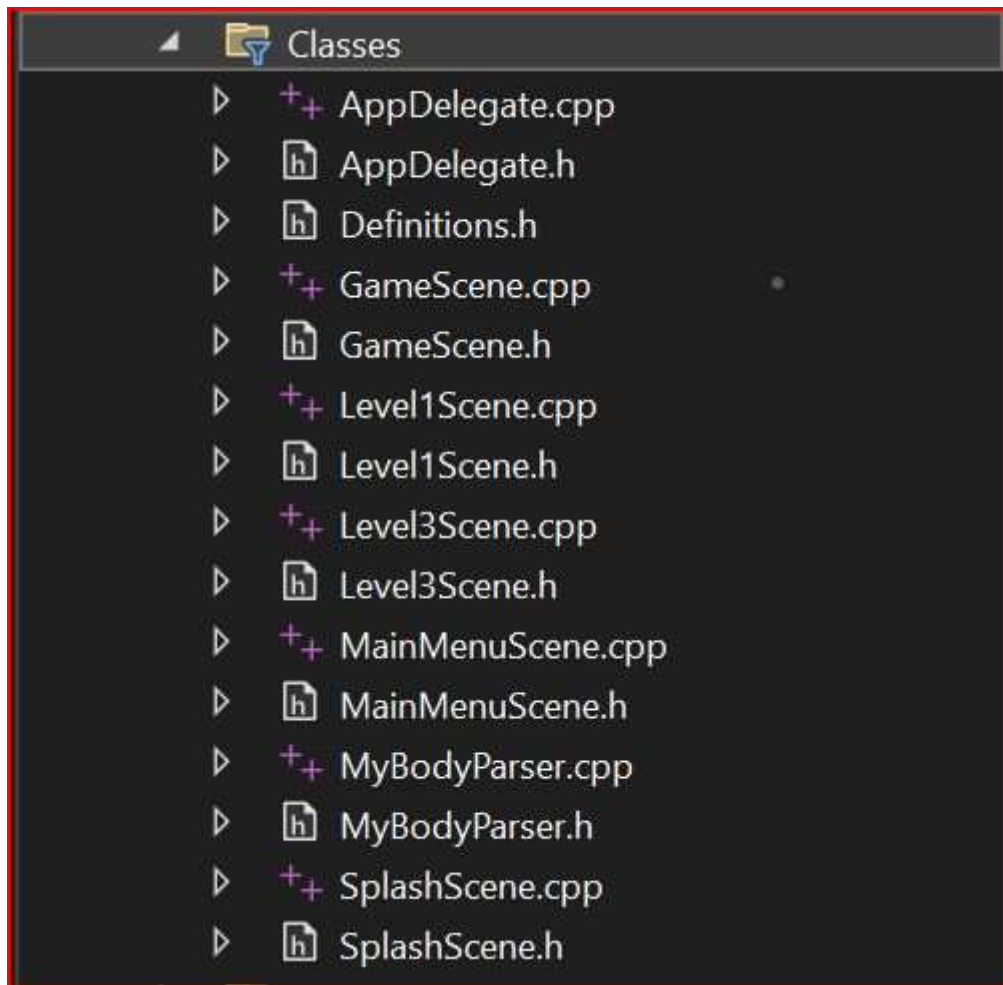 Classes
AppDelegate.cpp
AppDelegate.h
Definitions.h
GameScene.cpp
GameScene.h
Level1Scene.cpp
Level1Scene.h
Level3Scene.cpp
Level3Scene.h
MainMenuScene.cpp
MainMenuScene.h
MyBodyParser.cpp
MyBodyParser.h
SplashScene.cpp
SplashScene.h